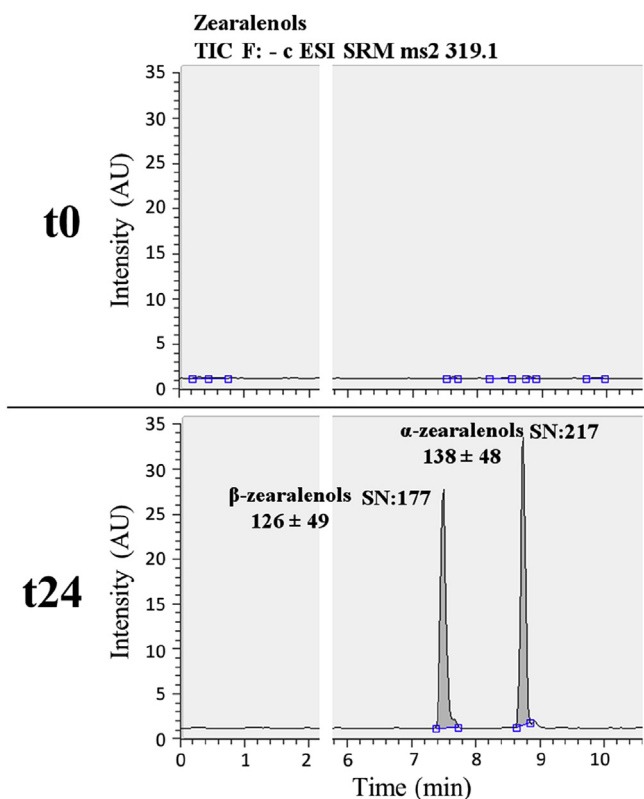 Zearalenols
TIC F: - c ESI SRM ms2 319.1
t0
Intensity (AU)
35
30
25
20
15
10
5
0
α-zearalenols SN:217
138 ± 48
β-zearalenols SN:177
126 ± 49
t24
Intensity (AU)
35
30
25
20
15
10
5
0
0 1 2 6 7 8 9 10
Time (min)